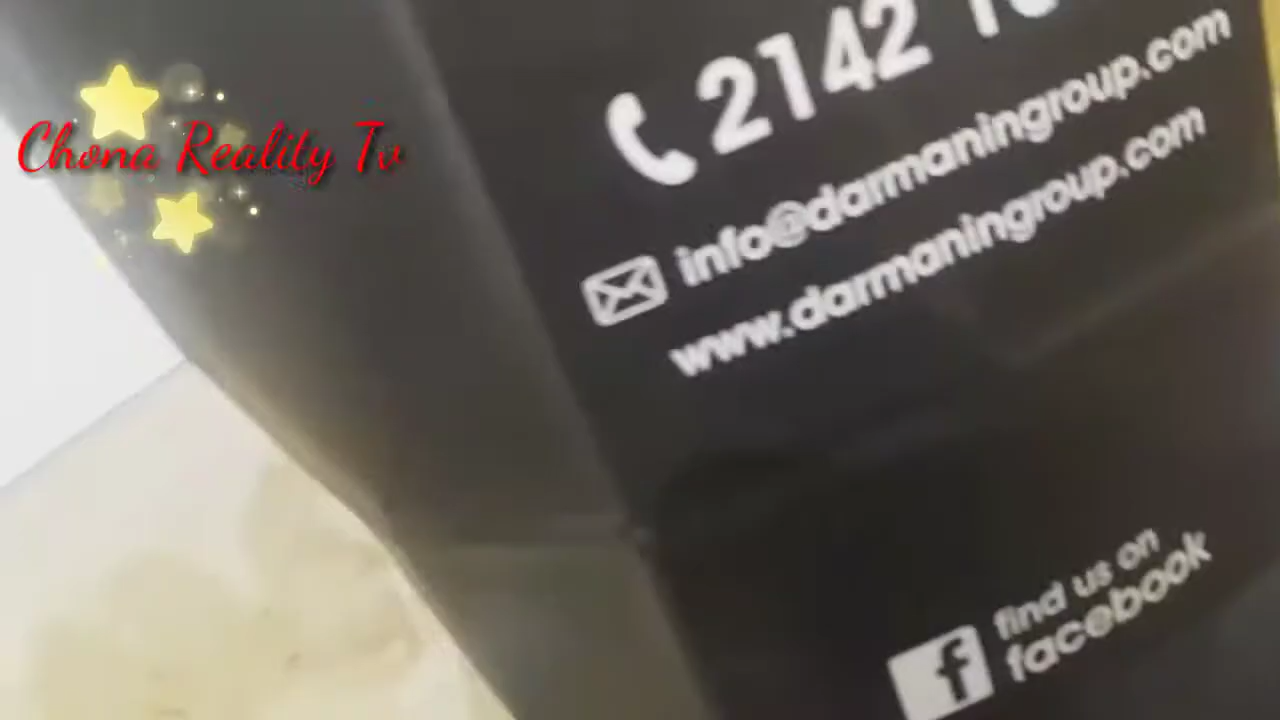 Chona Reality Tv
2142
info@darmaningroup.com
www.darmaningroup.com
find us on
facebook